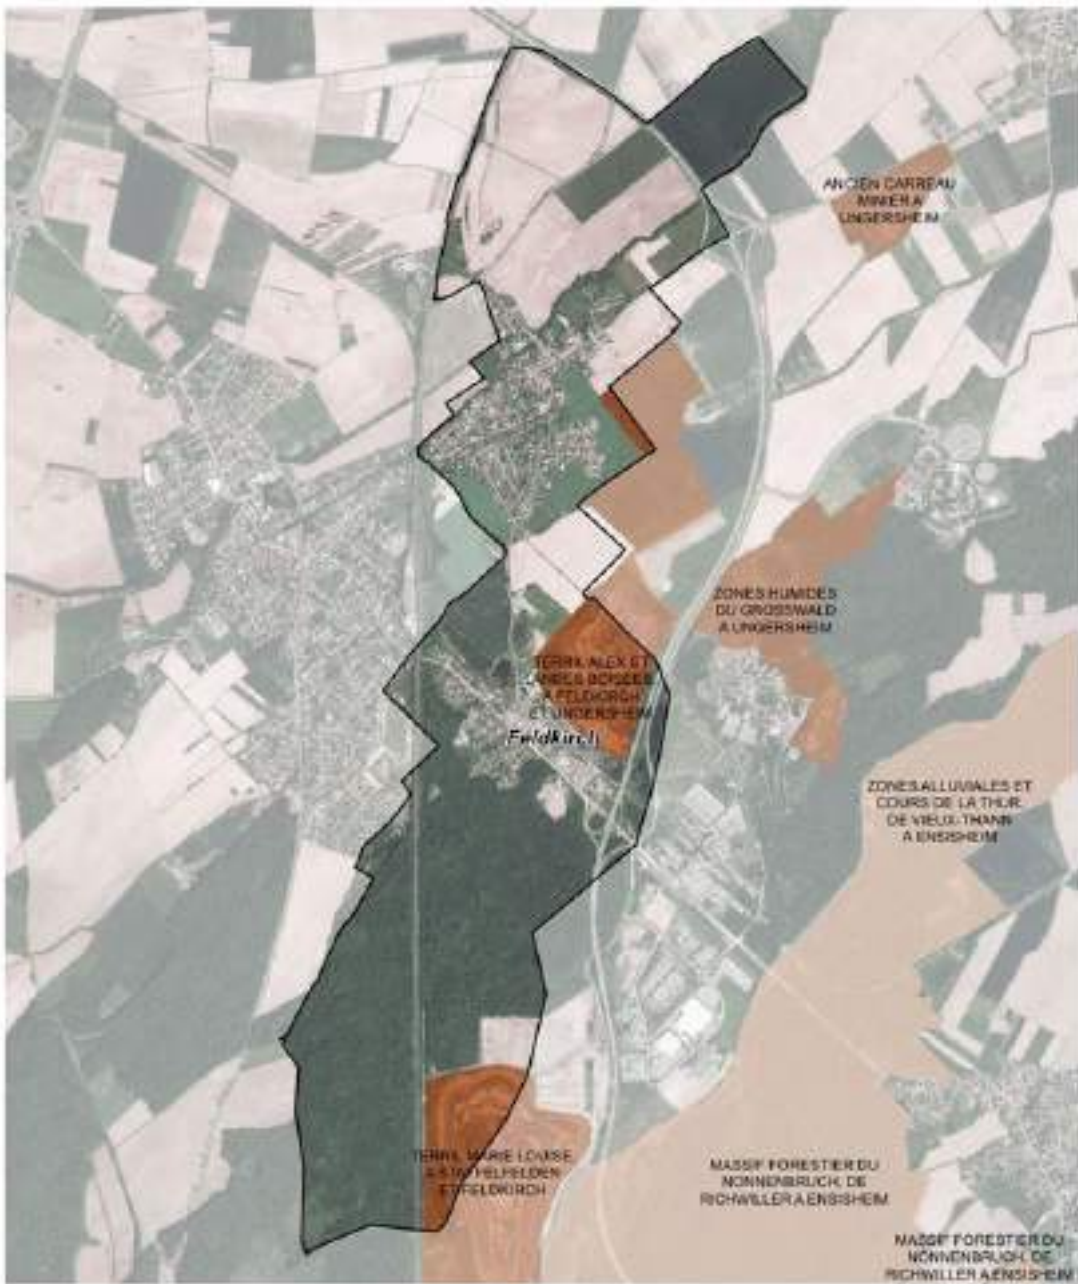 ANCIEN CARREAU
MINIER A
UNGERSHEIM
ZONES HUMIDES
DU GROSSWALD
A UNGERSHEIM
TERRIL ALEX ET
LANDES BOISEES
A FELDKIRCH
ET UNGERSHEIM
Feldkirch
ZONES ALLUVIALES ET
COURS DE LA THUR,
DE VIEUX-THANN
A ENSISHEIM
TERRIL MARIE LOUISE,
A STAFFELFELDEN
ET FELDKIRCH
MASSIF FORESTIER DU
NONNENBRUCH, DE
RICHWILLER A ENSISHEIM
MASSIF FORESTIER DU
NONNENBRUCH, DE
RICHWILLER A ENSISHEIM